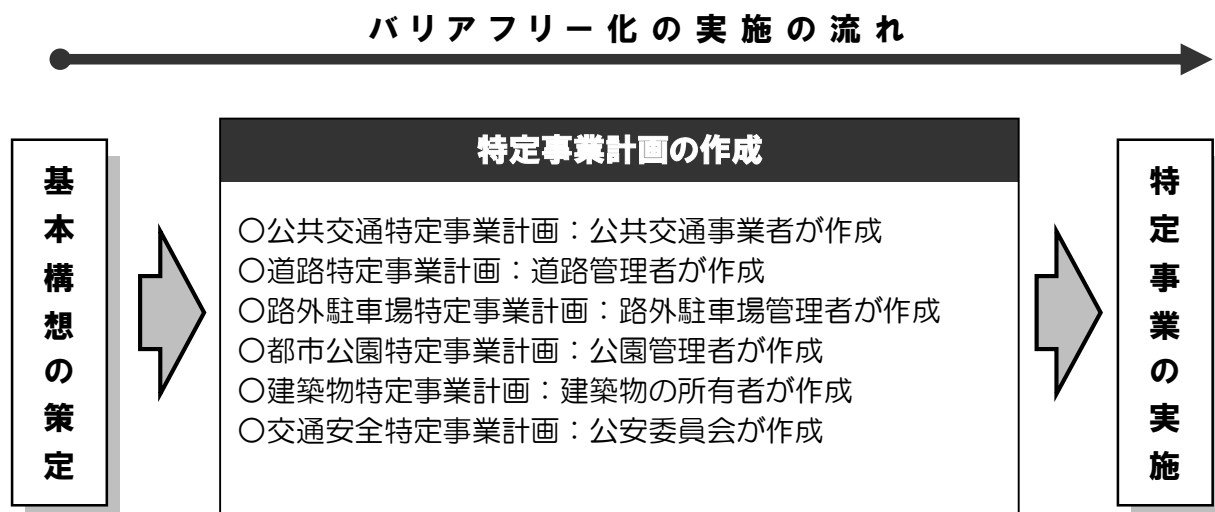 バリアフリー化の実施の流れ
基本構想の策定
特定事業計画の作成
○公共交通特定事業計画：公共交通事業者が作成
○道路特定事業計画：道路管理者が作成
○路外駐車場特定事業計画：路外駐車場管理者が作成
○都市公園特定事業計画：公園管理者が作成
○建築物特定事業計画：建築物の所有者が作成
○交通安全特定事業計画：公安委員会が作成
特定事業の実施